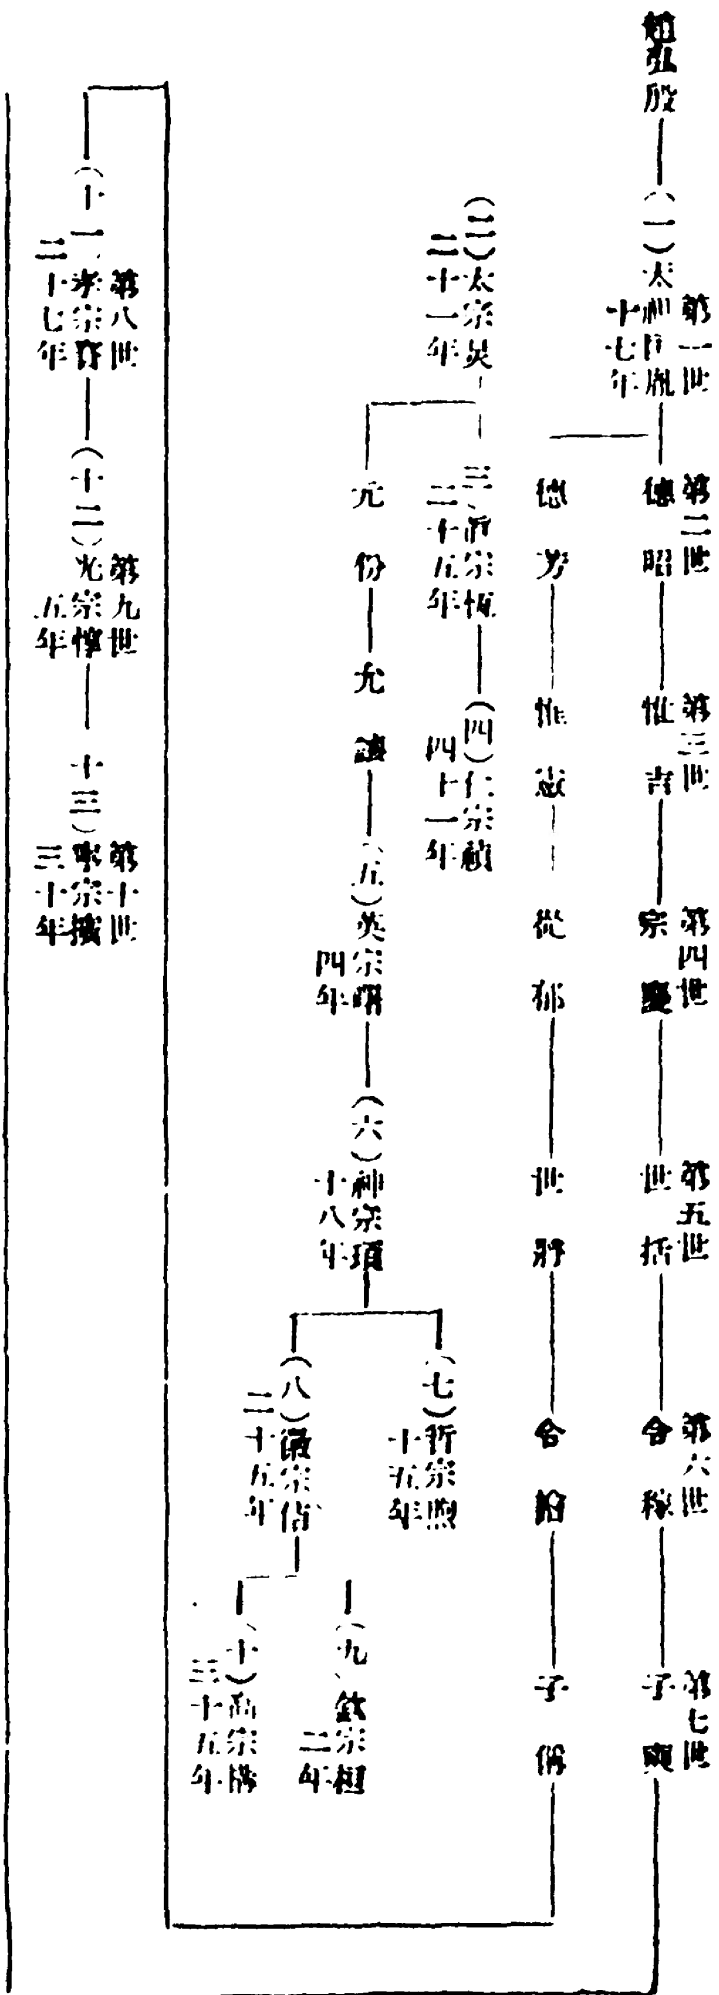 第一世
第二世
第三世
第四世
第五世
第六世
第七世
趙弘殷
(一)太祖匡胤
十七年
德昭
惟吉
宗
世括
令稼
子
德芳
惟憲
從郁
世將
令
子偁
(二)太宗炅
二十一年
三、眞宗恆
二十五年
(四)仁宗禎
四十一年
元份
允讓
(五)英宗曙
四年
(六)神宗頊
十八年
(七)哲宗煦
十五年
(八)徽宗佶
二十五年
(九、欽宗桓
二年
(十)高宗構
三十五年
第八世
(十一、孝宗眘
二十七年
第九世
(十二)光宗惇
五年
第十世
十三)寧宗擴
三十年